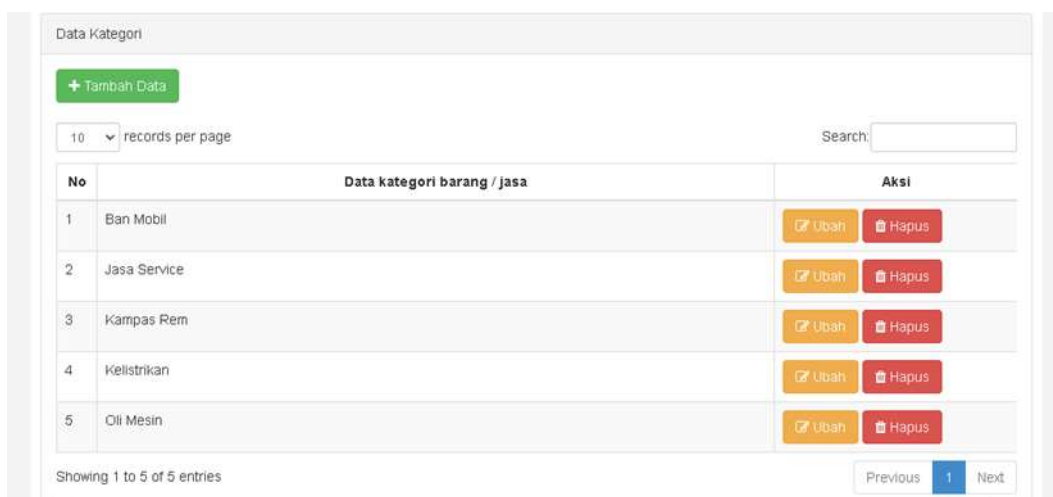 Data Kategori
Tambah Data
10 records per page Search:
No Data kategori barang / jasa Aksi
1 Ban Mobil Ubah Hapus
2 Jasa Service Ubah Hapus
3 Kampas Rem Ubah Hapus
4 Kelistrikan Ubah Hapus
5 Oli Mesin Ubah Hapus
Showing 1 to 5 of 5 entries Previous 1 Next